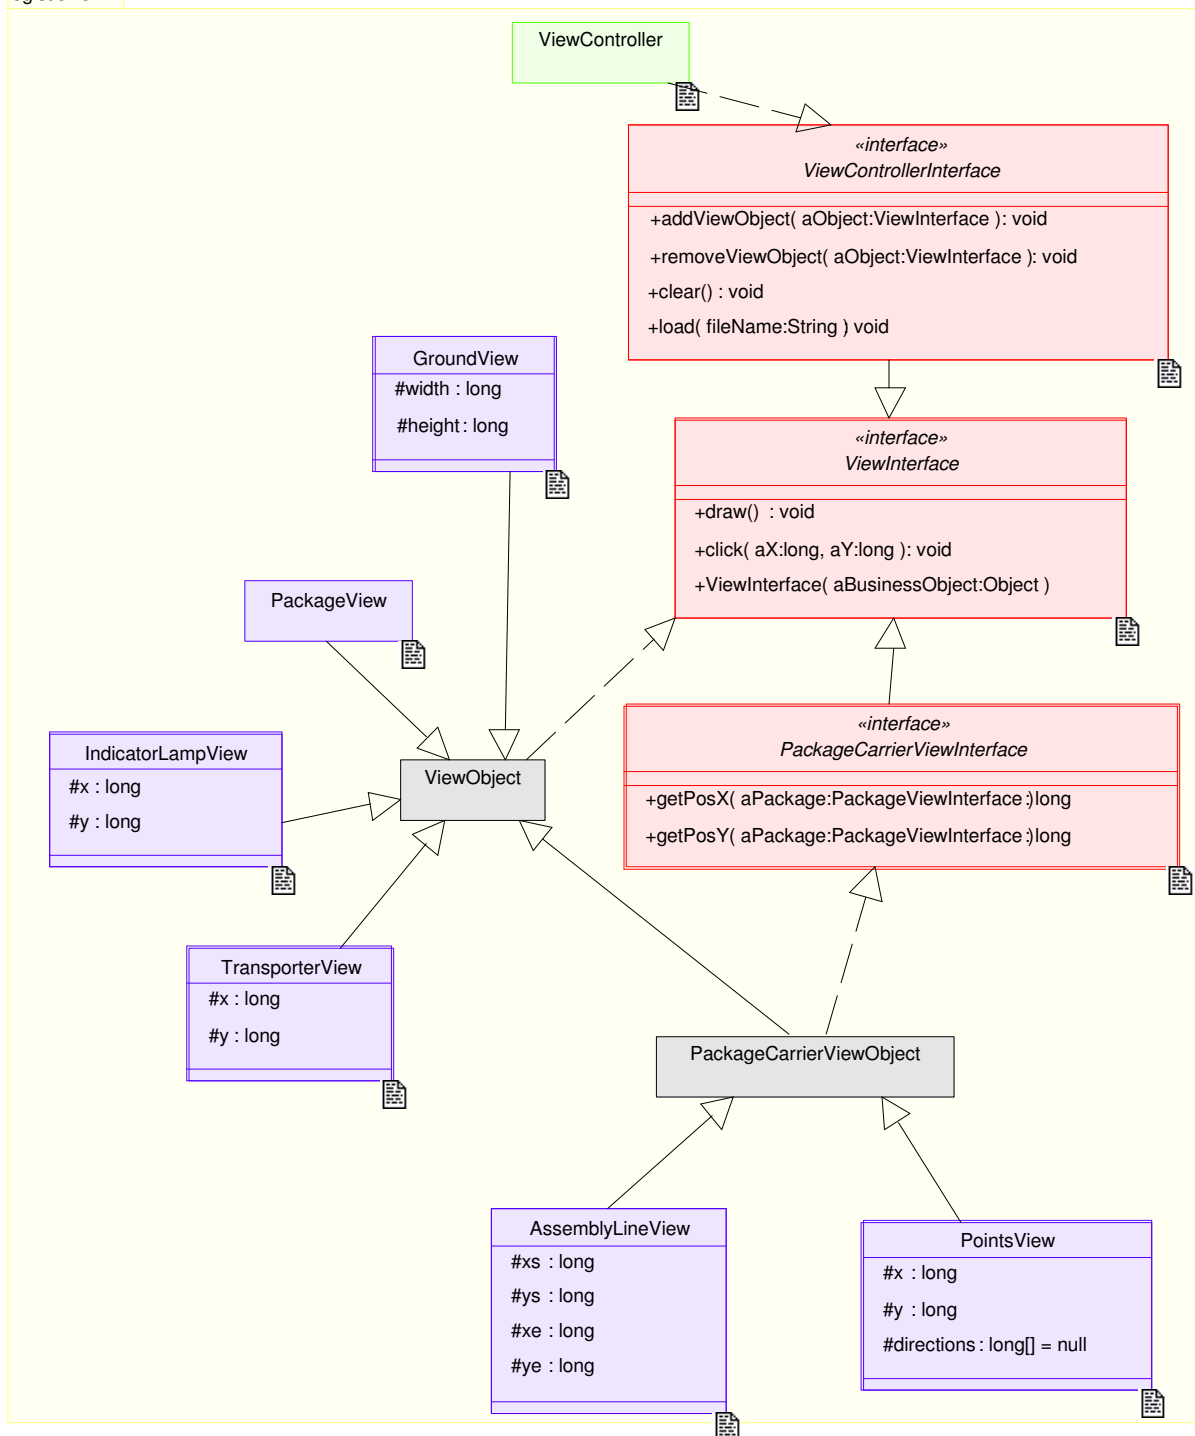 ViewController
«interface»
ViewControllerInterface
+addViewObject( aObject:ViewInterface ): void
+removeViewObject( aObject:ViewInterface ): void
+clear() : void
+load( fileName:String ) void
GroundView
#width : long
#height : long
«interface»
ViewInterface
+draw() : void
+click( aX:long, aY:long ): void
+ViewInterface( aBusinessObject:Object )
PackageView
«interface»
PackageCarrierViewInterface
+getPosX( aPackage:PackageViewInterface:)long
+getPosY( aPackage:PackageViewInterface:)long
IndicatorLampView
#x : long
#y : long
ViewObject
TransporterView
#x : long
#y : long
PackageCarrierViewObject
AssemblyLineView
#xs : long
#ys : long
#xe : long
#ye : long
PointsView
#x : long
#y : long
#directions : long[] = null